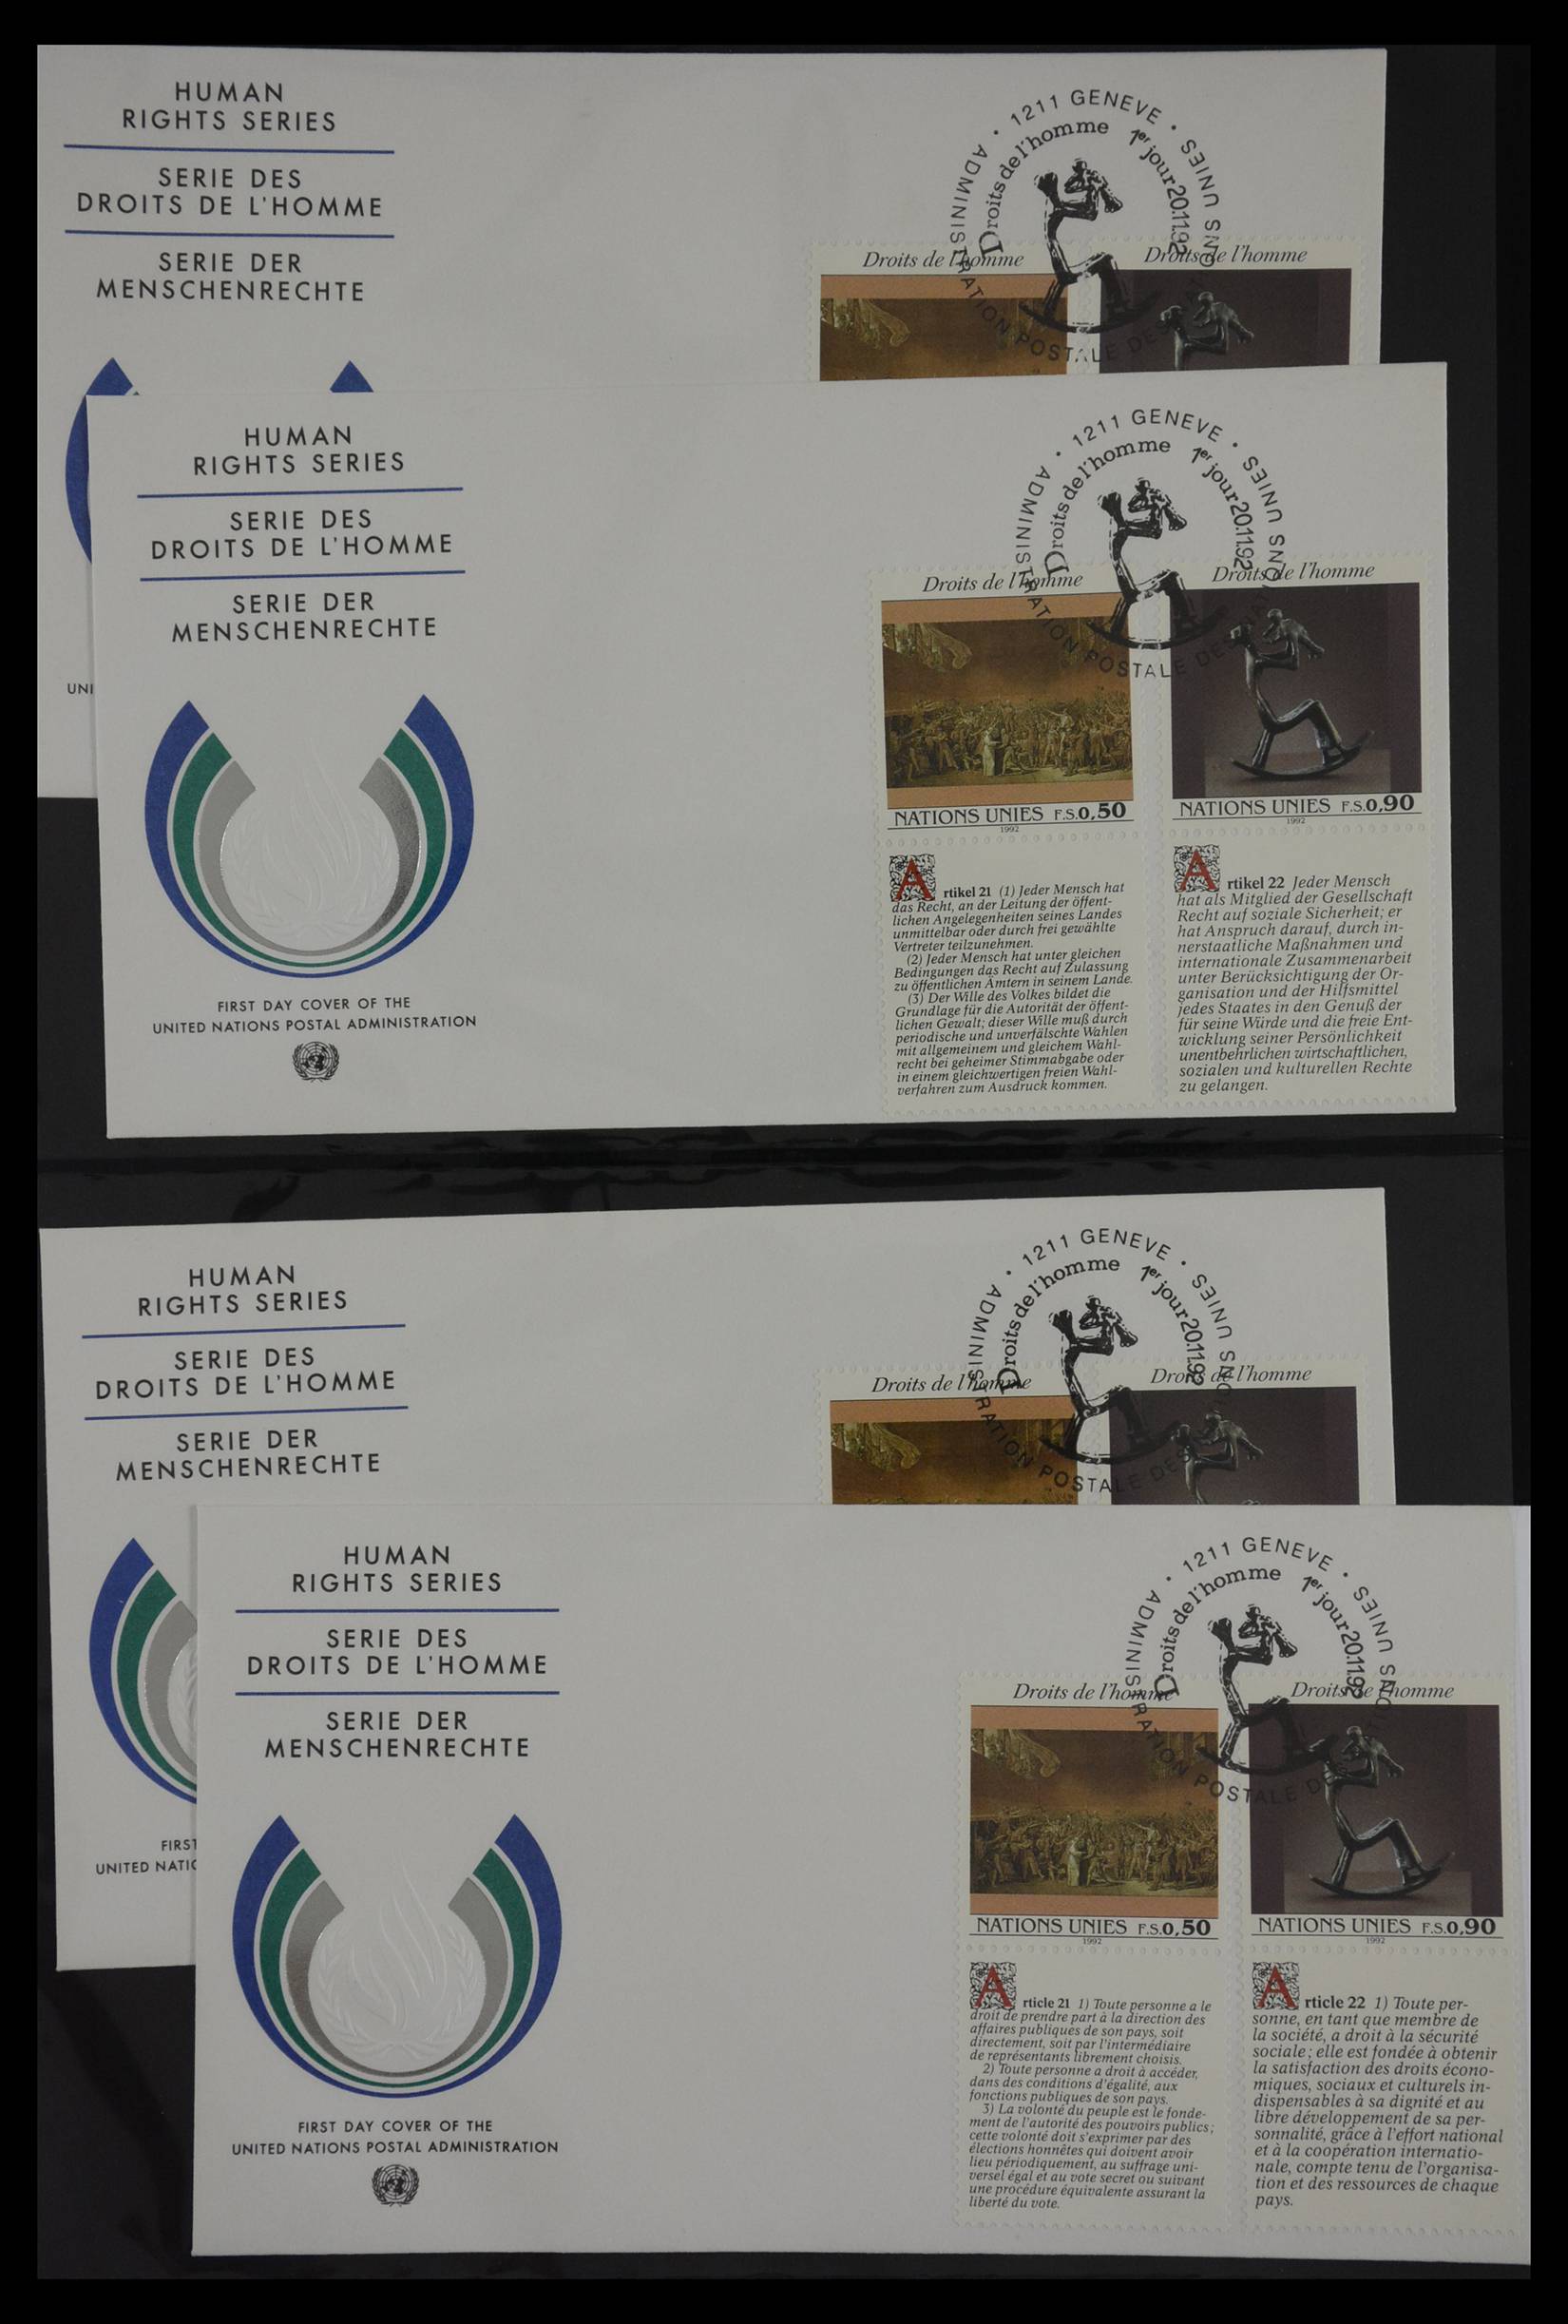 HUMAN
RIGHTS SERIES
SERIE DES
DROITS DE L'HOMME
SERIE DER
MENSCHENRECHTE
UNI
ADMINISTRATION POSTALE DES NATIONS UNIES • 1211 GENEVE •
Droits de l'homme 1er jour 20.11.92
Droits de l'homme
Droits de l'homme
HUMAN
RIGHTS SERIES
SERIE DES
DROITS DE L'HOMME
SERIE DER
MENSCHENRECHTE
FIRST DAY COVER OF THE
UNITED NATIONS POSTAL ADMINISTRATION
ADMINISTRATION POSTALE DES NATIONS UNIES • 1211 GENEVE •
Droits de l'homme 1er jour 20.11.92
Droits de l'homme
NATIONS UNIES F.S.0,50
1992
Artikel 21 (1) Jeder Mensch hat
das Recht, an der Leitung der öffent-
lichen Angelegenheiten seines Landes
unmittelbar oder durch frei gewählte
Vertreter teilzunehmen.
(2) Jeder Mensch hat unter gleichen
Bedingungen das Recht auf Zulassung
zu öffentlichen Ämtern in seinem Lande.
(3) Der Wille des Volkes bildet die
Grundlage für die Autorität der öffent-
lichen Gewalt; dieser Wille muß durch
periodische und unverfälschte Wahlen
mit allgemeinem und gleichem Wahl-
recht bei geheimer Stimmabgabe oder
in einem gleichwertigen freien Wahl-
verfahren zum Ausdruck kommen.
Droits de l'homme
NATIONS UNIES F.S.0,90
1992
Artikel 22 Jeder Mensch
hat als Mitglied der Gesellschaft
Recht auf soziale Sicherheit; er
hat Anspruch darauf, durch in-
nerstaatliche Maßnahmen und
internationale Zusammenarbeit
unter Berücksichtigung der Or-
ganisation und der Hilfsmittel
jedes Staates in den Genuß der
für seine Würde und die freie Ent-
wicklung seiner Persönlichkeit
unentbehrlichen wirtschaftlichen,
sozialen und kulturellen Rechte
zu gelangen.
HUMAN
RIGHTS SERIES
SERIE DES
DROITS DE L'HOMME
SERIE DER
MENSCHENRECHTE
FIRST
UNITED NATIO
ADMINISTRATION POSTALE DES NATIONS UNIES • 1211 GENEVE •
Droits de l'homme 1er jour 20.11.92
Droits de l'homme
Droits de l'homme
HUMAN
RIGHTS SERIES
SERIE DES
DROITS DE L'HOMME
SERIE DER
MENSCHENRECHTE
FIRST DAY COVER OF THE
UNITED NATIONS POSTAL ADMINISTRATION
ADMINISTRATION POSTALE DES NATIONS UNIES • 1211 GENEVE •
Droits de l'homme 1er jour 20.11.92
Droits de l'homme
NATIONS UNIES F.S.0,50
1992
Article 21 1) Toute personne a le
droit de prendre part à la direction des
affaires publiques de son pays, soit
directement, soit par l'intermédiaire
de représentants librement choisis.
2) Toute personne a droit à accéder,
dans des conditions d'égalité, aux
fonctions publiques de son pays.
3) La volonté du peuple est le fonde-
ment de l'autorité des pouvoirs publics;
cette volonté doit s'exprimer par des
élections honnêtes qui doivent avoir
lieu périodiquement, au suffrage uni-
versel égal et au vote secret ou suivant
une procédure équivalente assurant la
liberté du vote.
Droits de l'homme
NATIONS UNIES F.S.0,90
1992
Article 22 1) Toute per-
sonne, en tant que membre de
la société, a droit à la sécurité
sociale; elle est fondée à obtenir
la satisfaction des droits écono-
miques, sociaux et culturels in-
dispensables à sa dignité et au
libre développement de sa per-
sonnalité, grâce à l'effort national
et à la coopération internatio-
nale, compte tenu de l'organisa-
tion et des ressources de chaque
pays.